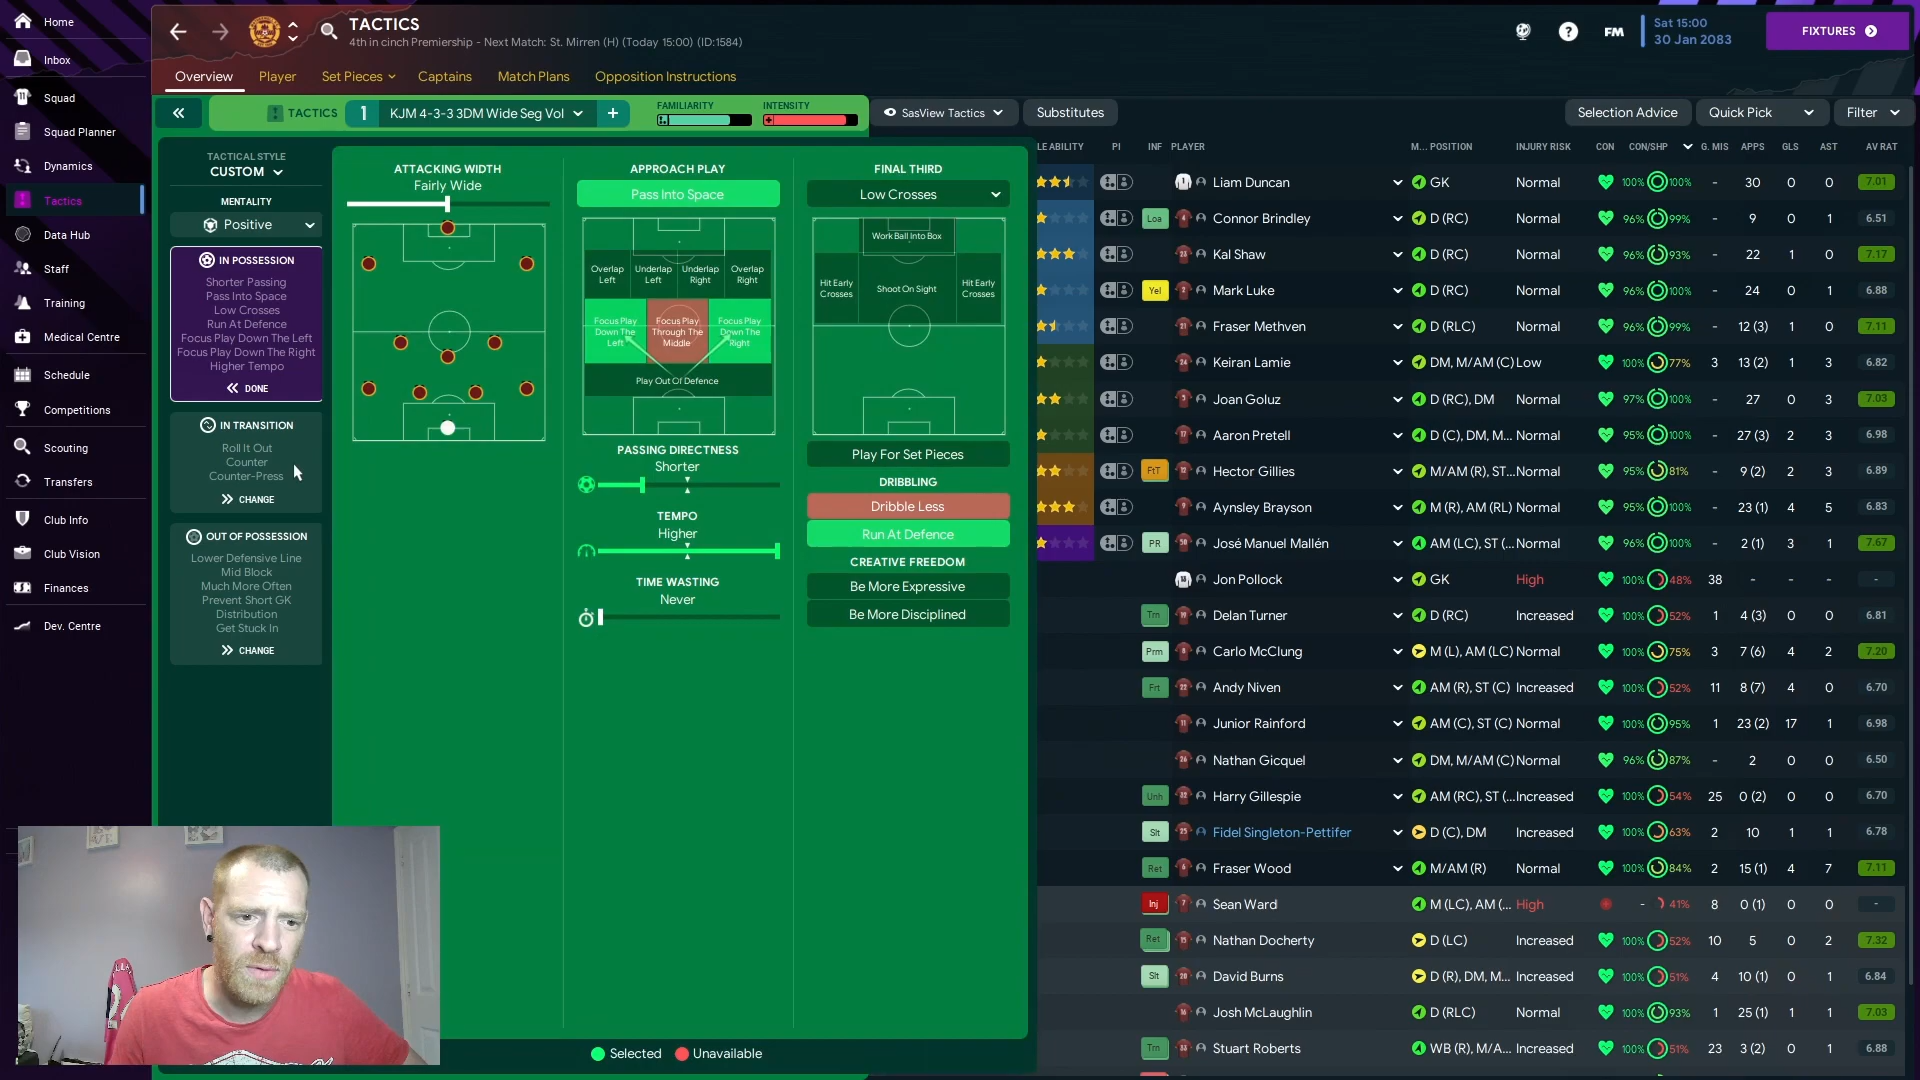 Home
Inbox
Squad
Squad Planner
Dynamics
Tactics
Data Hub
Staff
Training
Medical Centre
Schedule
Competitions
Scouting
Transfers
Club Info
Club Vision
Finances
Dev. Centre
TACTICS
4th in cinch Premiership - Next Match: St. Mirren (H) (Today 15:00) (ID:1584)
FM
Sat 15:00
30 Jan 2083
FIXTURES
Overview Player Set Pieces Captains Match Plans Opposition Instructions
TACTICS 1 KJM 4-3-3 3DM Wide Seg Vol +
FAMILIARITY INTENSITY
SasView Tactics Substitutes Selection Advice Quick Pick Filter
TACTICAL STYLE
CUSTOM
MENTALITY
Positive
IN POSSESSION
Shorter Passing
Pass Into Space
Low Crosses
Run At Defence
Focus Play Down The Left
Focus Play Down The Right
Higher Tempo
DONE
IN TRANSITION
Roll It Out
Counter
Counter-Press
CHANGE
OUT OF POSSESSION
Lower Defensive Line
Mid Block
Much More Often
Prevent Short GK
Distribution
Get Stuck In
CHANGE
ATTACKING WIDTH
Fairly Wide
APPROACH PLAY
Pass Into Space
Overlap Left
Underlap Left
Underlap Right
Overlap Right
Focus Play Down The Left
Focus Play Through The Middle
Focus Play Down The Right
Play Out Of Defence
PASSING DIRECTNESS
Shorter
TEMPO
Higher
TIME WASTING
Never
FINAL THIRD
Low Crosses
Work Ball Into Box
Hit Early Crosses
Shoot On Sight
Hit Early Crosses
Play For Set Pieces
DRIBBLING
Dribble Less
Run At Defence
CREATIVE FREEDOM
Be More Expressive
Be More Disciplined
Selected Unavailable
LE ABILITY PI INF PLAYER M... POSITION INJURY RISK CON CON/SHP G. MIS APPS GLS AST AV RAT
Liam Duncan GK Normal 100% 100% - 30 0 0 7.01
Loa Connor Brindley D (RC) Normal 96% 99% - 9 0 1 6.51
Kal Shaw D (RC) Normal 96% 93% - 22 1 0 7.17
Yel Mark Luke D (RC) Normal 96% 100% - 24 0 1 6.88
Fraser Methven D (RLC) Normal 96% 99% - 12 (3) 1 0 7.11
Keiran Lamie DM, M/AM (C) Low 100% 77% 3 13 (2) 1 3 6.82
Joan Goluz D (RC), DM Normal 97% 100% - 27 0 3 7.03
Aaron Pretell D (C), DM, M... Normal 95% 100% - 27 (3) 2 3 6.98
FtT Hector Gillies M/AM (R), ST... Normal 95% 81% - 9 (2) 2 3 6.89
Aynsley Brayson M (R), AM (RL) Normal 95% 100% - 23 (1) 4 5 6.83
PR José Manuel Mallén AM (LC), ST (... Normal 96% 100% - 2 (1) 3 1 7.67
Jon Pollock GK High 100% 48% 38 - - - -
Trn Delan Turner D (RC) Increased 100% 52% 1 4 (3) 0 0 6.81
Prm Carlo McClung M (L), AM (LC) Normal 100% 75% 3 7 (6) 4 2 7.20
Frt Andy Niven AM (R), ST (C) Increased 100% 52% 11 8 (7) 4 0 6.70
Junior Rainford AM (C), ST (C) Normal 100% 95% 1 23 (2) 17 1 6.98
Nathan Gicquel DM, M/AM (C) Normal 96% 87% - 2 0 0 6.50
Unh Harry Gillespie AM (RC), ST (... Increased 100% 54% 25 0 (2) 0 0 6.70
Slt Fidel Singleton-Pettifer D (C), DM Increased 100% 63% 2 10 1 1 6.78
Ret Fraser Wood M/AM (R) Normal 100% 84% 2 15 (1) 4 7 7.11
Inj Sean Ward M (LC), AM (... High - 41% 8 0 (1) 0 0 -
Ret Nathan Docherty D (LC) Increased 100% 52% 10 5 0 2 7.32
Slt David Burns D (R), DM, M... Increased 100% 51% 4 10 (1) 0 1 6.84
Josh McLaughlin D (RLC) Normal 100% 93% 1 25 (1) 1 1 7.03
Trn Stuart Roberts WB (R), M/A... Increased 100% 51% 23 3 (2) 0 1 6.88